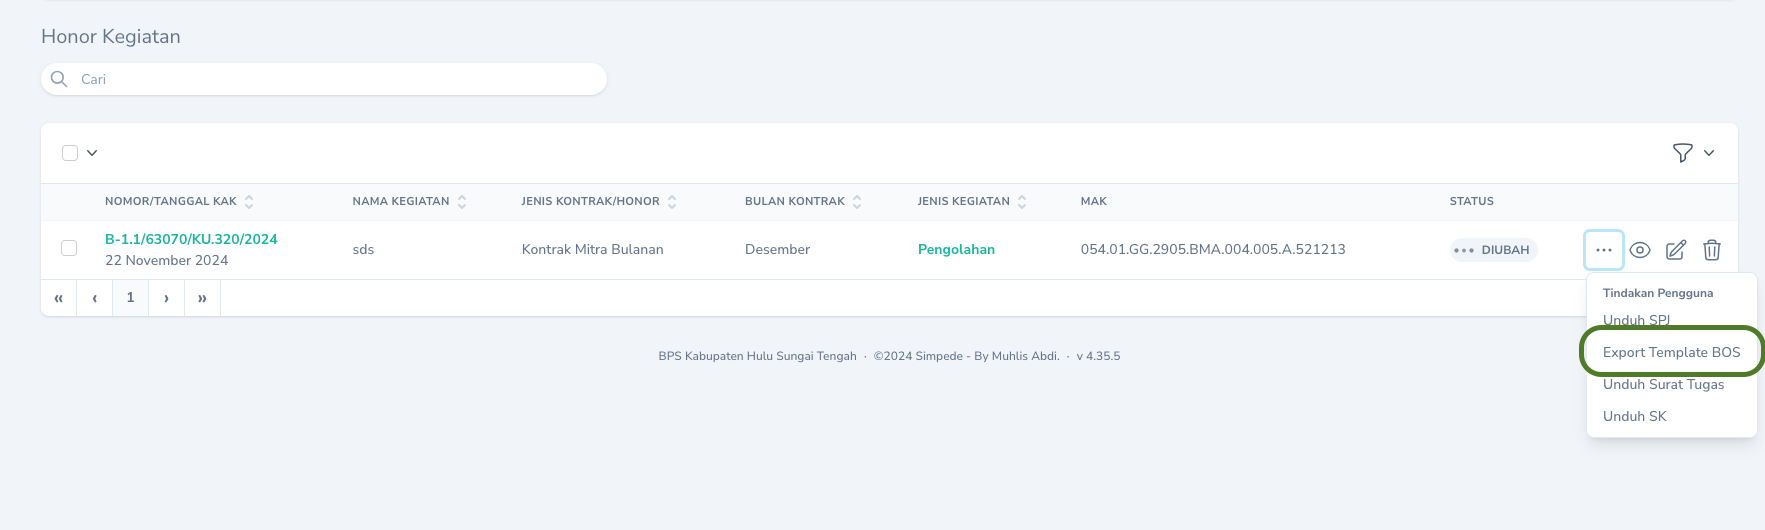 Honor Kegiatan
Cari
NOMOR/TANGGAL KAK NAMA KEGIATAN JENIS KONTRAK/HONOR BULAN KONTRAK JENIS KEGIATAN MAK STATUS
B-1.1/63070/KU.320/2024
22 November 2024
sds
Kontrak Mitra Bulanan
Desember
Pengolahan
054.01.GG.2905.BMA.004.005.A.521213
DIUBAH
« ‹ 1 › »
Tindakan Pengguna
Unduh SPJ
Export Template BOS
Unduh Surat Tugas
Unduh SK
BPS Kabupaten Hulu Sungai Tengah · ©2024 Simpede - By Muhlis Abdi. · v 4.35.5